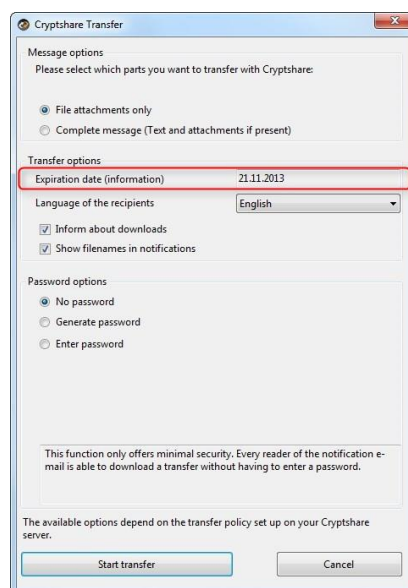 Cryptshare Transfer
Message options
Please select which parts you want to transfer with Cryptshare:
File attachments only
Complete message (Text and attachments if present)
Transfer options
Expiration date (information) 21.11.2013
Language of the recipients English
Inform about downloads
Show filenames in notifications
Password options
No password
Generate password
Enter password
This function only offers minimal security. Every reader of the notification e-
mail is able to download a transfer without having to enter a password.
The available options depend on the transfer policy set up on your Cryptshare
server.
Start transfer Cancel